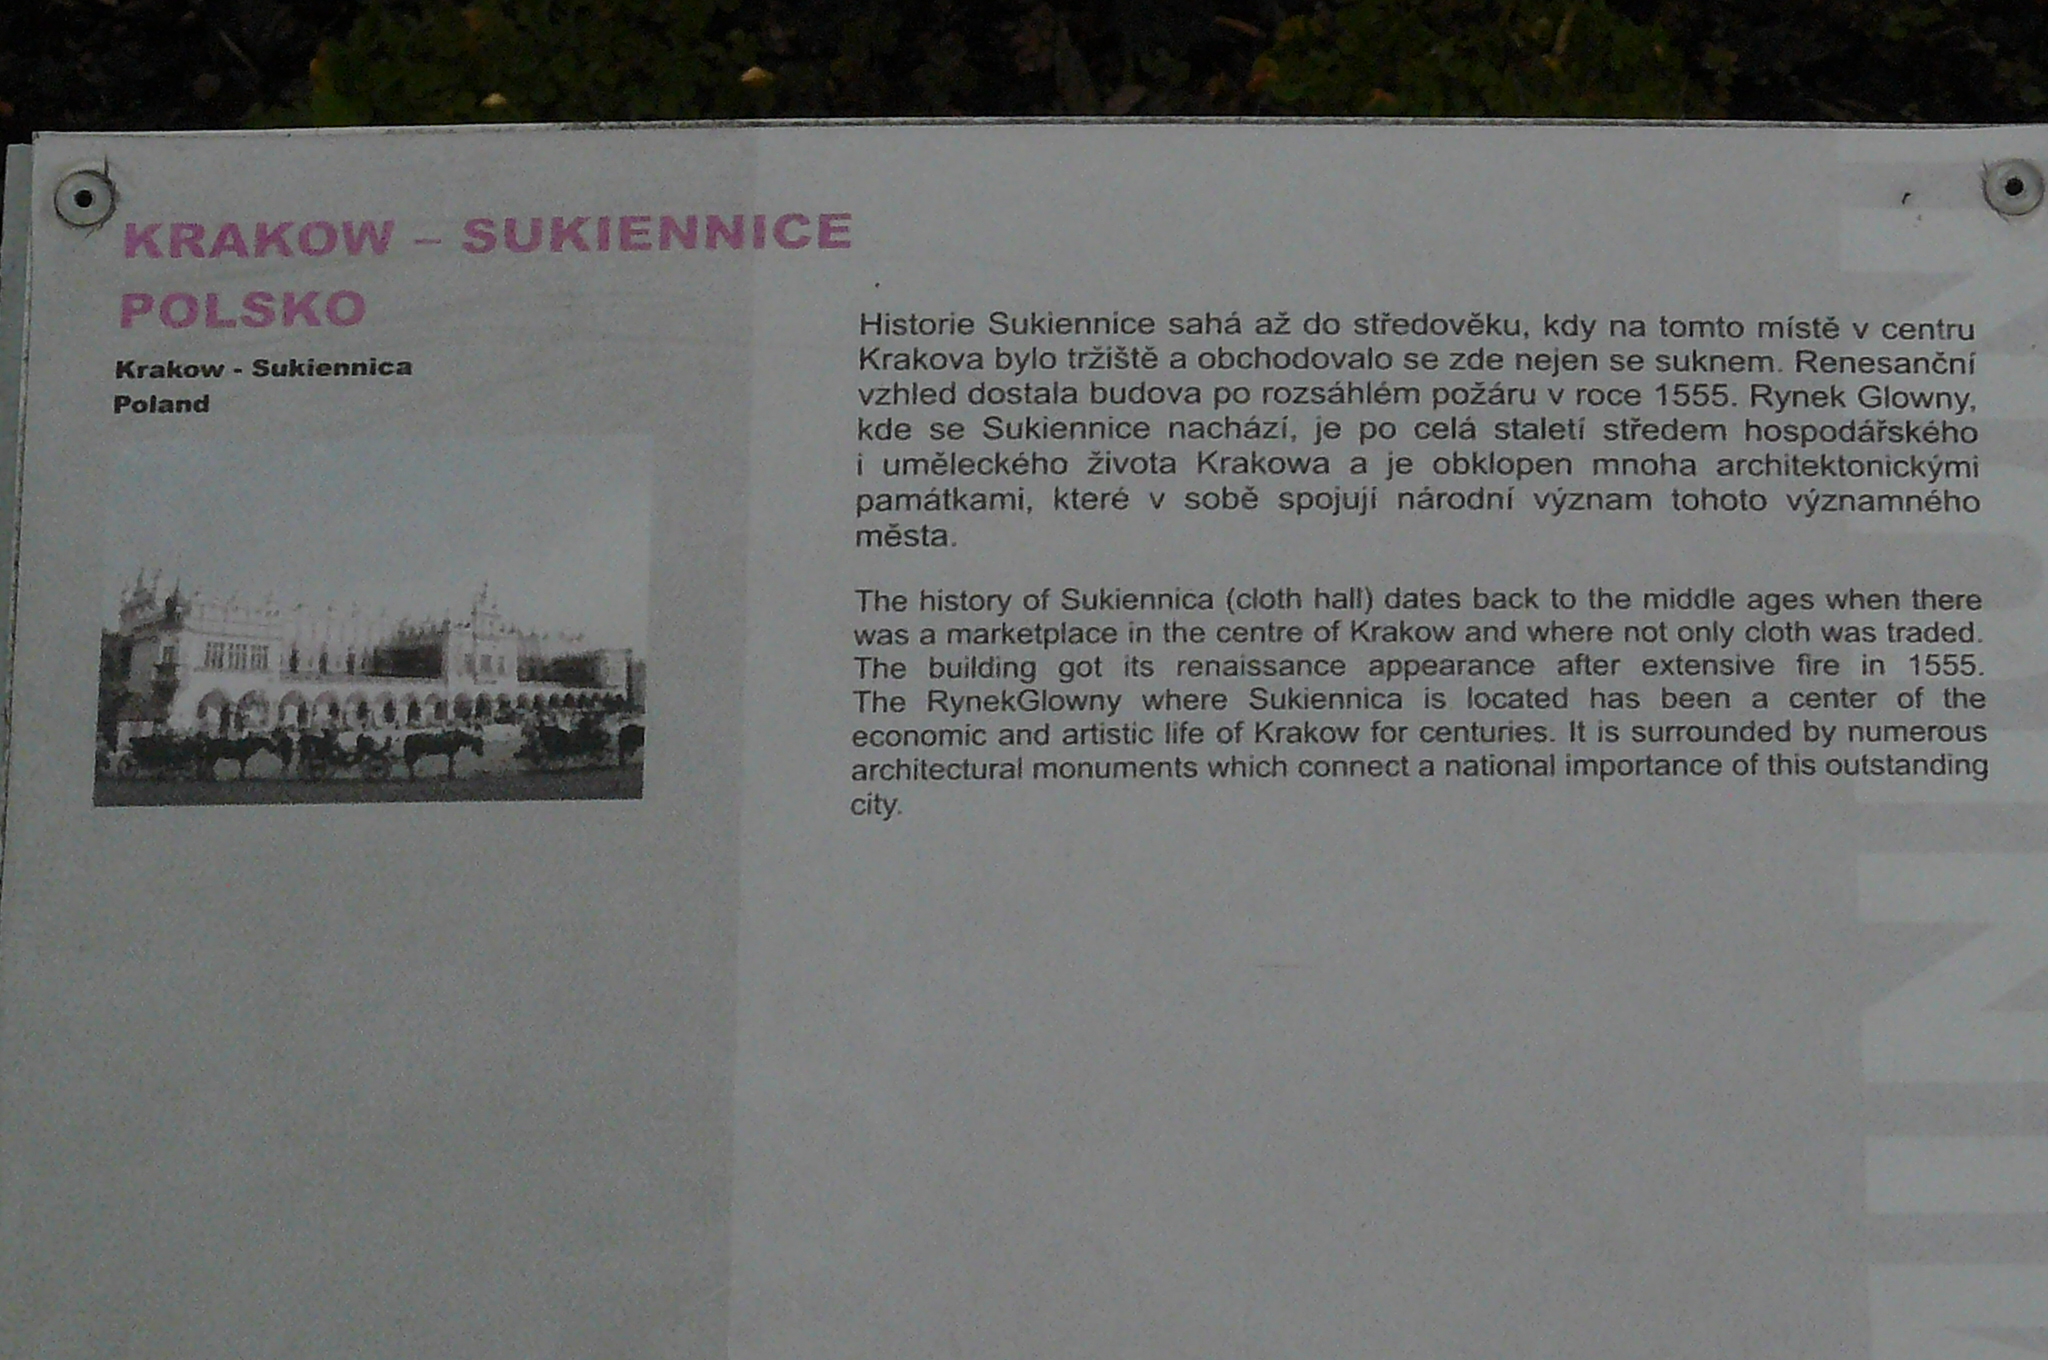 KRAKOW – SUKIENNICE
POLSKO
Krakow - Sukiennica
Poland
Historie Sukiennice sahá až do středověku, kdy na tomto místě v centru
Krakova bylo tržiště a obchodovalo se zde nejen se suknem. Renesanční
vzhled dostala budova po rozsáhlém požáru v roce 1555. Rynek Glowny,
kde se Sukiennice nachází, je po celá staletí středem hospodářského
i uměleckého života Krakowa a je obklopen mnoha architektonickými
památkami, které v sobě spojují národní význam tohoto významného
města.
The history of Sukiennica (cloth hall) dates back to the middle ages when there
was a marketplace in the centre of Krakow and where not only cloth was traded.
The building got its renaissance appearance after extensive fire in 1555.
The RynekGlowny where Sukiennica is located has been a center of the
economic and artistic life of Krakow for centuries. It is surrounded by numerous
architectural monuments which connect a national importance of this outstanding
city.